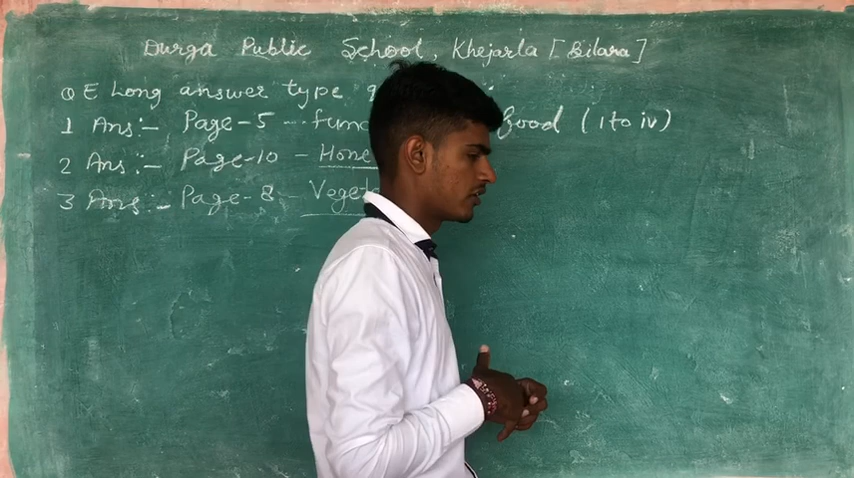 Durga Public School, Khejarla [Bilara]
Q E Long answer type
1 Ans:- Page-5 -- food (1 to iv)
2 Ans:- Page-10 -
3 Ans:- Page-8 -